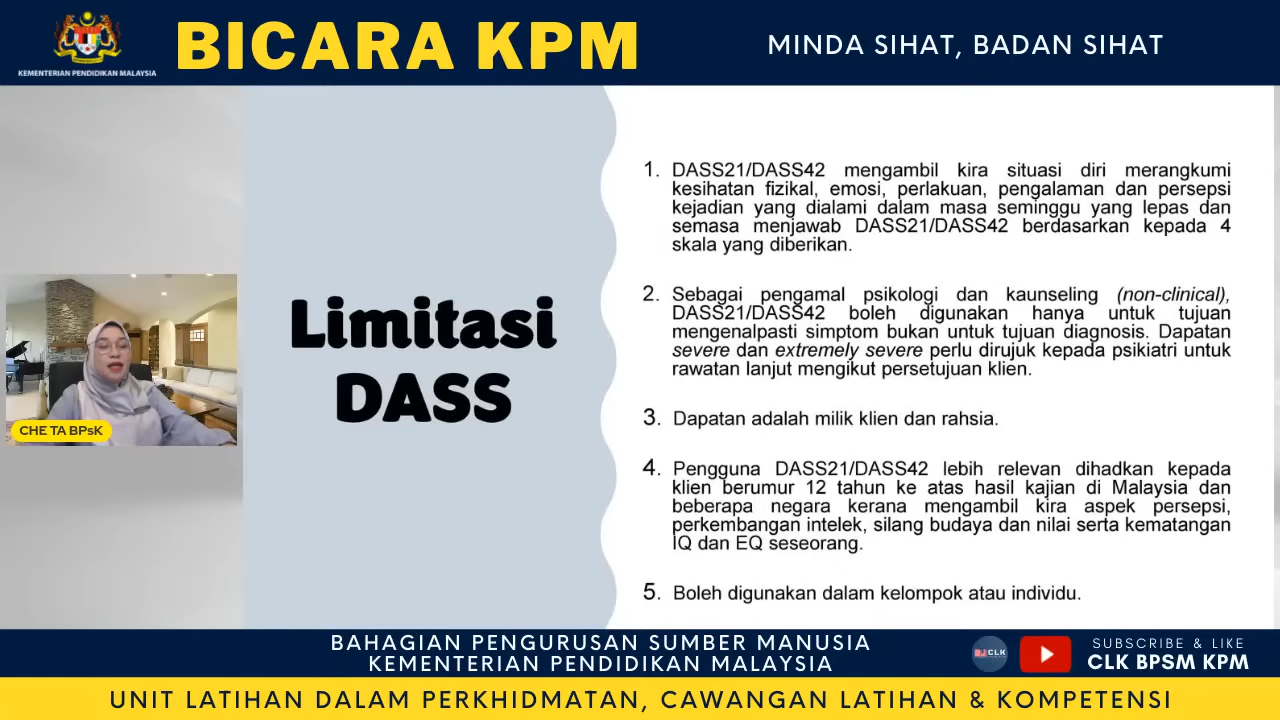 KEMENTERIAN PENDIDIKAN MALAYSIA
BICARA KPM
MINDA SIHAT, BADAN SIHAT
Limitasi
DASS
1. DASS21/DASS42 mengambil kira situasi diri merangkumi
kesihatan fizikal, emosi, perlakuan, pengalaman dan persepsi
kejadian yang dialami dalam masa seminggu yang lepas dan
semasa menjawab DASS21/DASS42 berdasarkan kepada 4
skala yang diberikan.
2. Sebagai pengamal psikologi dan kaunseling (non-clinical),
DASS21/DASS42 boleh digunakan hanya untuk tujuan
mengenalpasti simptom bukan untuk tujuan diagnosis. Dapatan
severe dan extremely severe perlu dirujuk kepada psikiatri untuk
rawatan lanjut mengikut persetujuan klien.
3. Dapatan adalah milik klien dan rahsia.
4. Pengguna DASS21/DASS42 lebih relevan dihadkan kepada
klien berumur 12 tahun ke atas hasil kajian di Malaysia dan
beberapa negara kerana mengambil kira aspek persepsi,
perkembangan intelek, silang budaya dan nilai serta kematangan
IQ dan EQ seseorang.
5. Boleh digunakan dalam kelompok atau individu.
CHE TA BPsK
BAHAGIAN PENGURUSAN SUMBER MANUSIA
KEMENTERIAN PENDIDIKAN MALAYSIA
CLK
SUBSCRIBE & LIKE
CLK BPSM KPM
UNIT LATIHAN DALAM PERKHIDMATAN, CAWANGAN LATIHAN & KOMPETENSI